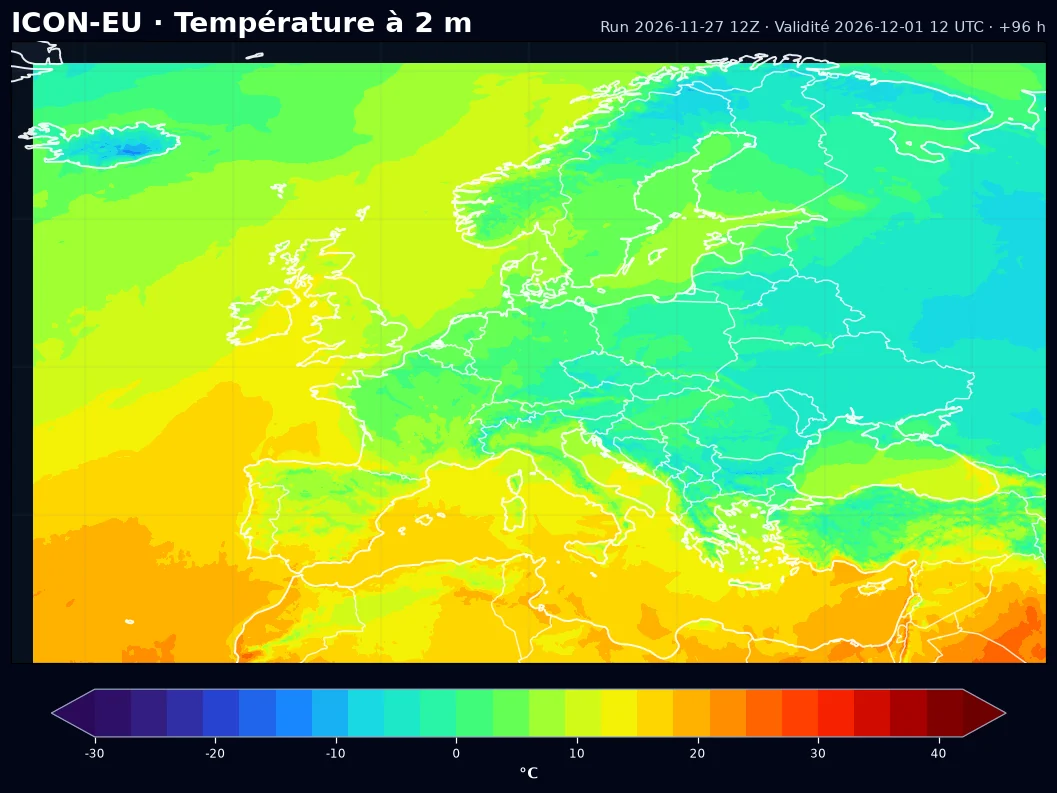 ICON-EU · Température à 2 m
Run 2026-11-27 12Z · Validité 2026-12-01 12 UTC · +96 h
-30 -20 -10 0 10 20 30 40
°C